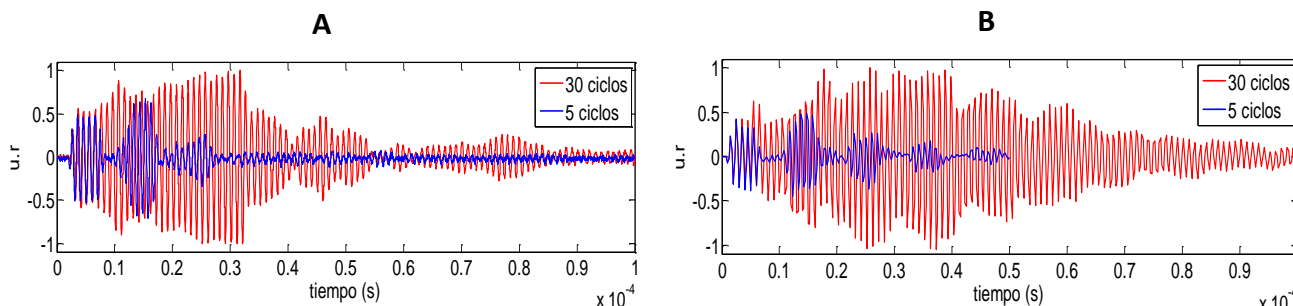 A
B
u.r
1
0.5
0
-0.5
-1
30 ciclos
5 ciclos
0 0.1 0.2 0.3 0.4 0.5 0.6 0.7 0.8 0.9 1
tiempo (s)
x 10⁻⁴
u.r
1
0.5
0
-0.5
-1
30 ciclos
5 ciclos
0 0.1 0.2 0.3 0.4 0.5 0.6 0.7 0.8 0.9
tiempo (s)
x 10